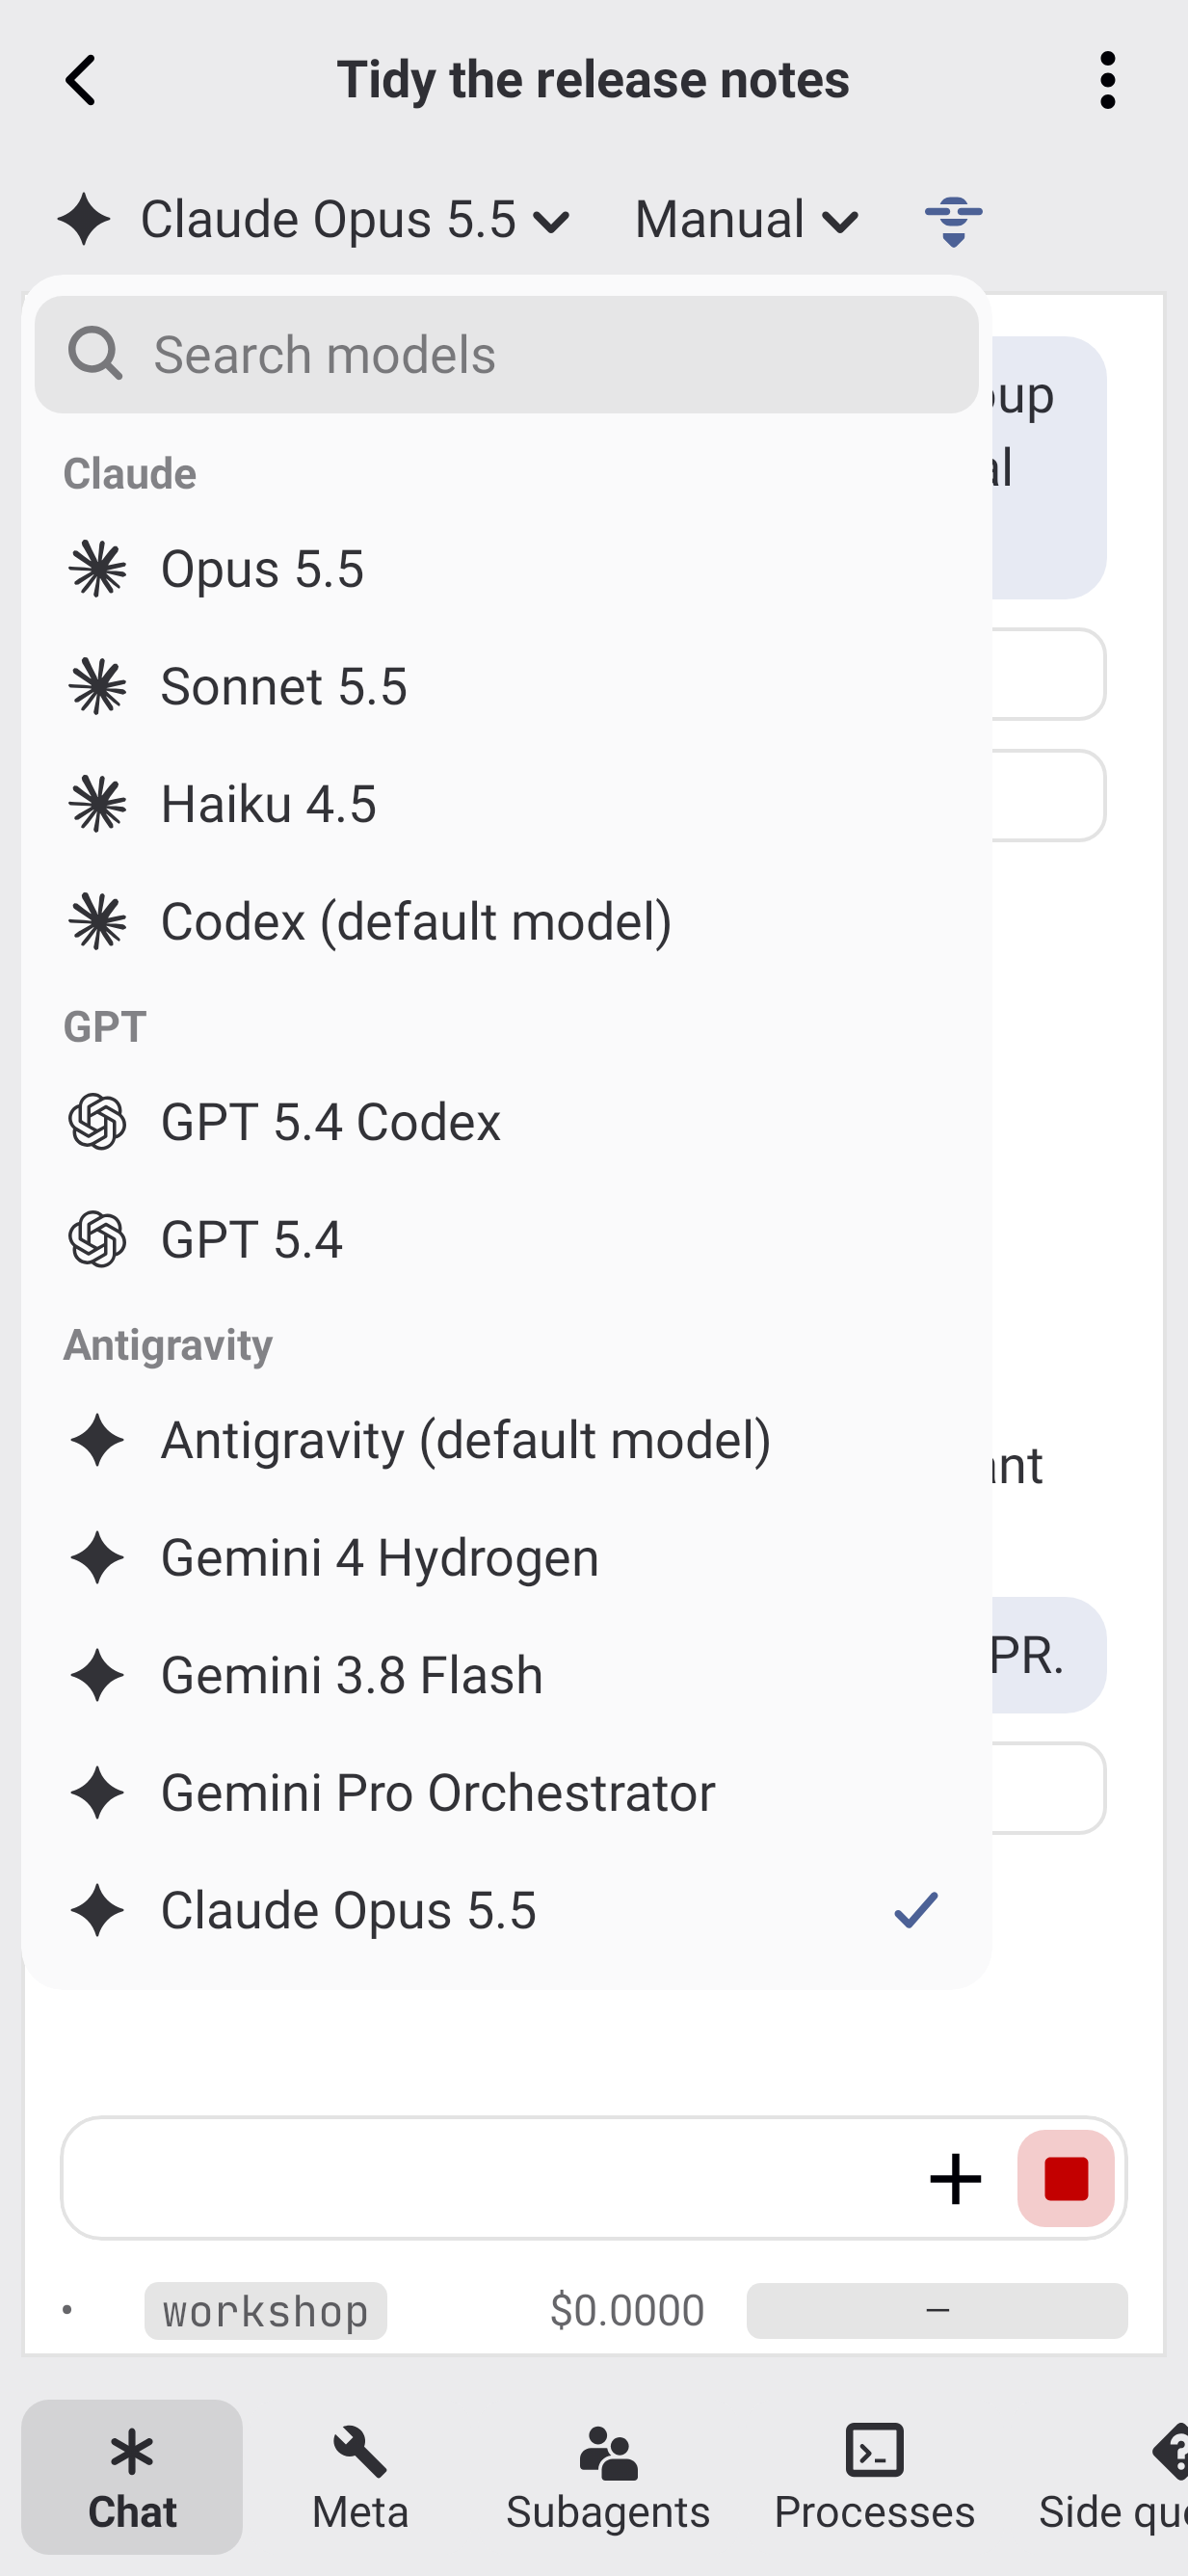 Tidy the release notes
Claude Opus 5.5
Manual
Search models
Claude
Opus 5.5
Sonnet 5.5
Haiku 4.5
Codex (default model)
GPT
GPT 5.4 Codex
GPT 5.4
Antigravity
Antigravity (default model)
Gemini 4 Hydrogen
Gemini 3.8 Flash
Gemini Pro Orchestrator
Claude Opus 5.5
PR.
workshop
$0.0000
–
Chat
Meta
Subagents
Processes
Side